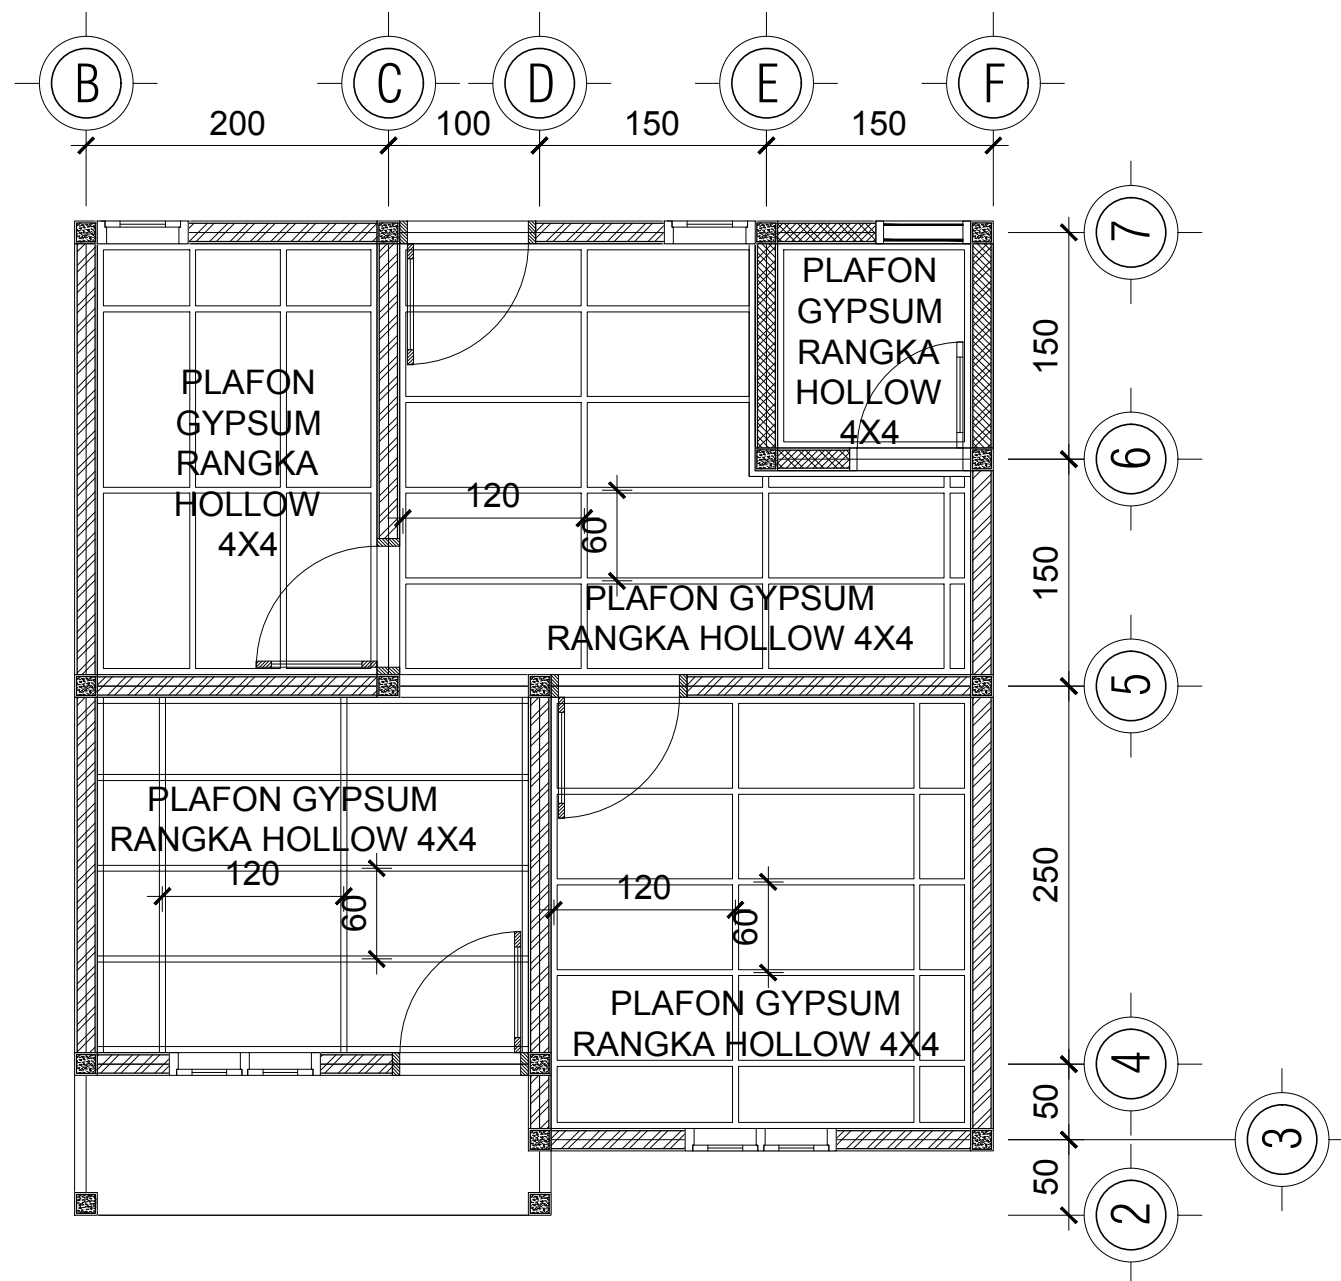 B
C
D
E
F
200
100
150
150
7
PLAFON
GYPSUM
RANGKA
HOLLOW
4X4
150
PLAFON
GYPSUM
RANGKA
HOLLOW
4X4
6
120
60
150
PLAFON GYPSUM
RANGKA HOLLOW 4X4
5
PLAFON GYPSUM
RANGKA HOLLOW 4X4
120
60
120
60
250
PLAFON GYPSUM
RANGKA HOLLOW 4X4
4
50
3
50
2